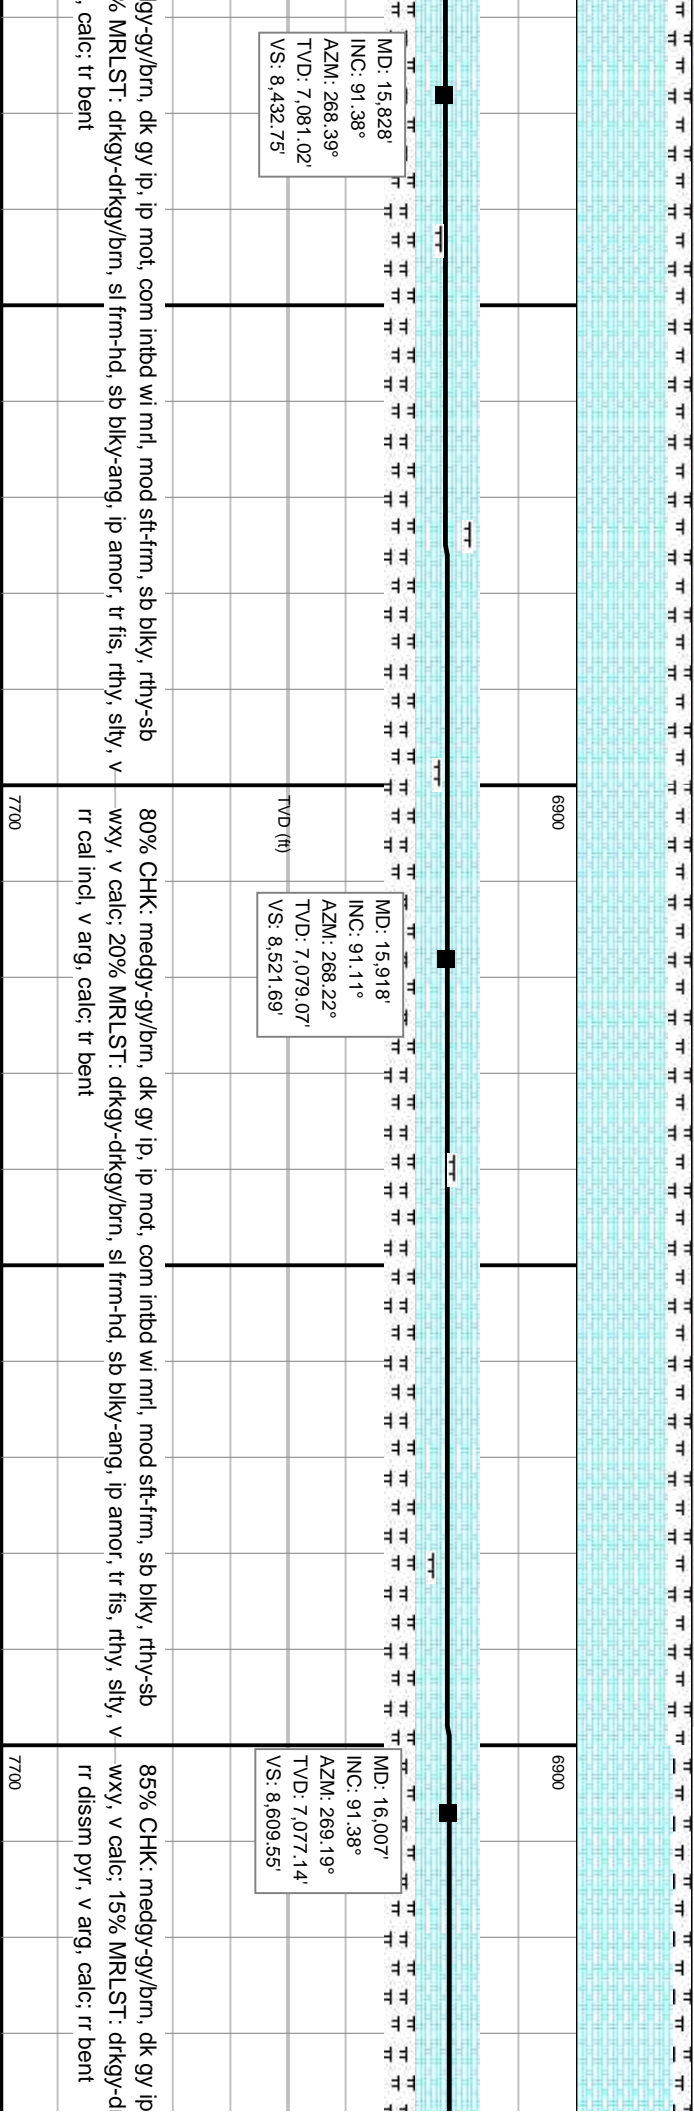 MD: 15,828'
INC: 91.38°
AZM: 268.39°
TVD: 7,081.02'
VS: 8,432.75'
gy-gy/brn, dk gy ip, ip mot, com intbd wi mrl, mod sft-frm, sb blky, rthy-sb
% MRLST: drkgy-drkgy/brn, sl frm-hd, sb blky-ang, ip amor, tr fis, rthy, slty, v
, calc; tr bent
6900
TVD (ft)
7700
MD: 15,918'
INC: 91.11°
AZM: 268.22°
TVD: 7,079.07'
VS: 8,521.69'
80% CHK: medgy-gy/brn, dk gy ip, ip mot, com intbd wi mrl, mod sft-frm, sb blky, rthy-sb
wxy, v calc; 20% MRLST: drkgy-drkgy/brn, sl frm-hd, sb blky-ang, ip amor, tr fis, rthy, slty, v
rr cal incl, v arg, calc; tr bent
6900
7700
MD: 16,007'
INC: 91.38°
AZM: 269.19°
TVD: 7,077.14'
VS: 8,609.55'
85% CHK: medgy-gy/brn, dk gy ip
wxy, v calc; 15% MRLST: drkgy-d
rr dissm pyr, v arg, calc; rr bent